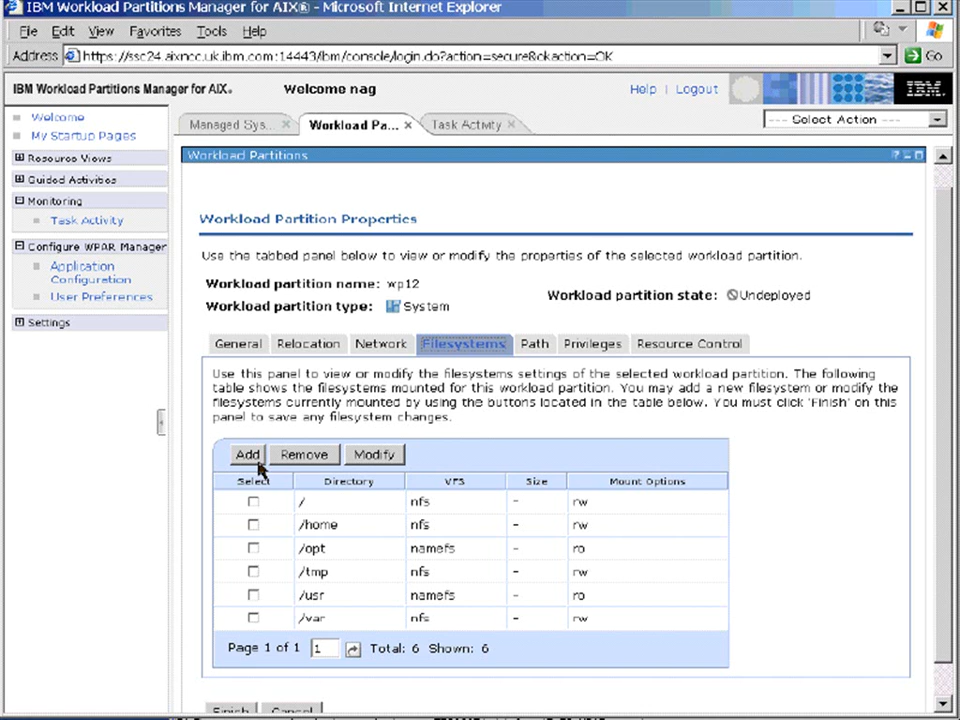 IBM Workload Partitions Manager for AIX® - Microsoft Internet Explorer
File Edit View Favorites Tools Help
Address https://ssc24.aixncc.uk.ibm.com:14443/ibm/console/login.do?action=secure&okaction=OK Go
IBM Workload Partitions Manager for AIX® Welcome nag Help | Logout IBM.
Welcome
My Startup Pages
Resource Views
Guided Activities
Monitoring
Task Activity
Configure WPAR Manager
Application
Configuration
User Preferences
Settings
Managed Sys... × Workload Pa... × Task Activity × --- Select Action ---
Workload Partitions
Workload Partition Properties
Use the tabbed panel below to view or modify the properties of the selected workload partition.
Workload partition name: wp12
Workload partition state: Undeployed
Workload partition type: System
General Relocation Network Filesystems Path Privileges Resource Control
Use this panel to view or modify the filesystems settings of the selected workload partition. The following
table shows the filesystems mounted for this workload partition. You may add a new filesystem or modify the
filesystems currently mounted by using the buttons located in the table below. You must click 'Finish' on this
panel to save any filesystem changes.
Add Remove Modify
Select Directory VFS Size Mount Options
/ nfs - rw
/home nfs - rw
/opt namefs - ro
/tmp nfs - rw
/usr namefs - ro
/var nfs - rw
Page 1 of 1 1 Total: 6 Shown: 6
Finish Cancel